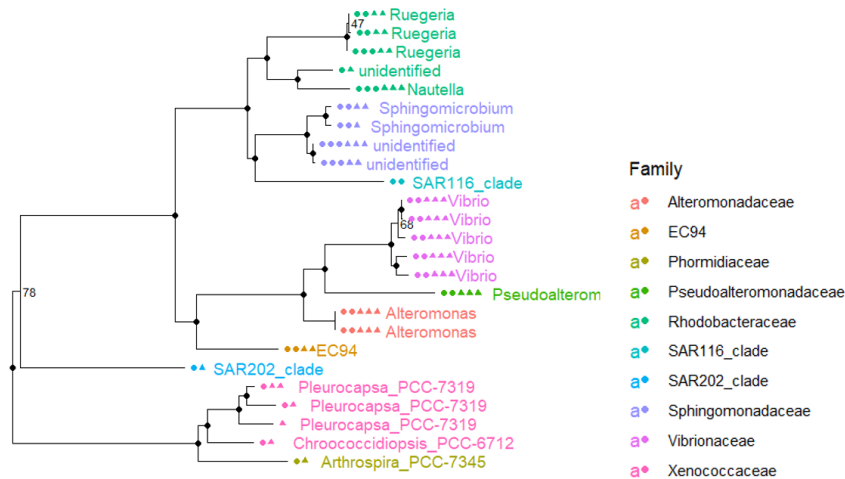 Ruegeria
47
Ruegeria
Ruegeria
unidentified
Nautella
Sphingomicrobium
Sphingomicrobium
unidentified
unidentified
SAR116_clade
Vibrio
Vibrio
68
Vibrio
Vibrio
Vibrio
Pseudoalterom
Alteromonas
Alteromonas
EC94
78
SAR202_clade
Pleurocapsa_PCC-7319
Pleurocapsa_PCC-7319
Pleurocapsa_PCC-7319
Chroococcidiopsis_PCC-6712
Arthrospira_PCC-7345
Family
a Alteromonadaceae
a EC94
a Phormidiaceae
a Pseudoalteromonadaceae
a Rhodobacteraceae
a SAR116_clade
a SAR202_clade
a Sphingomonadaceae
a Vibrionaceae
a Xenococcaceae